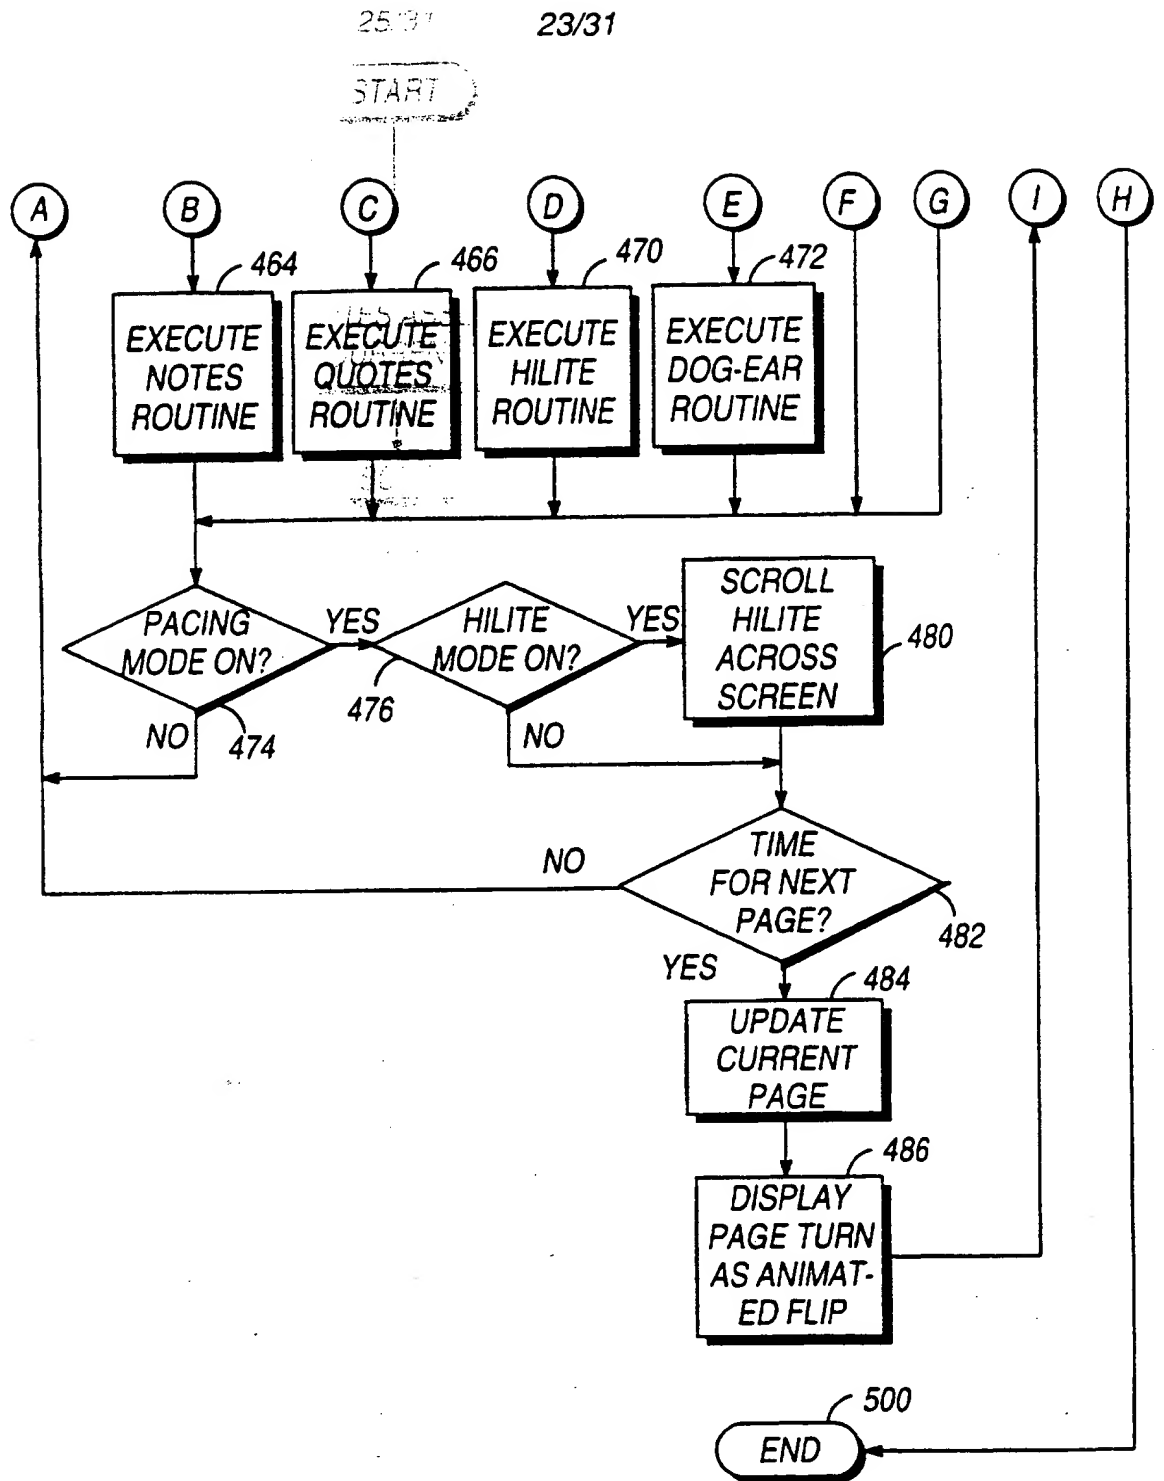 23/31
START
A
B
C
D
E
F
G
I
H
464
466
470
472
EXECUTE
NOTES
ROUTINE
EXECUTE
QUOTES
ROUTINE
EXECUTE
HILITE
ROUTINE
EXECUTE
DOG-EAR
ROUTINE
PACING
MODE ON?
YES
HILITE
MODE ON?
YES
SCROLL
HILITE
ACROSS
SCREEN
480
476
NO
474
NO
TIME
FOR NEXT
PAGE?
NO
482
YES
484
UPDATE
CURRENT
PAGE
486
DISPLAY
PAGE TURN
AS ANIMAT-
ED FLIP
500
END